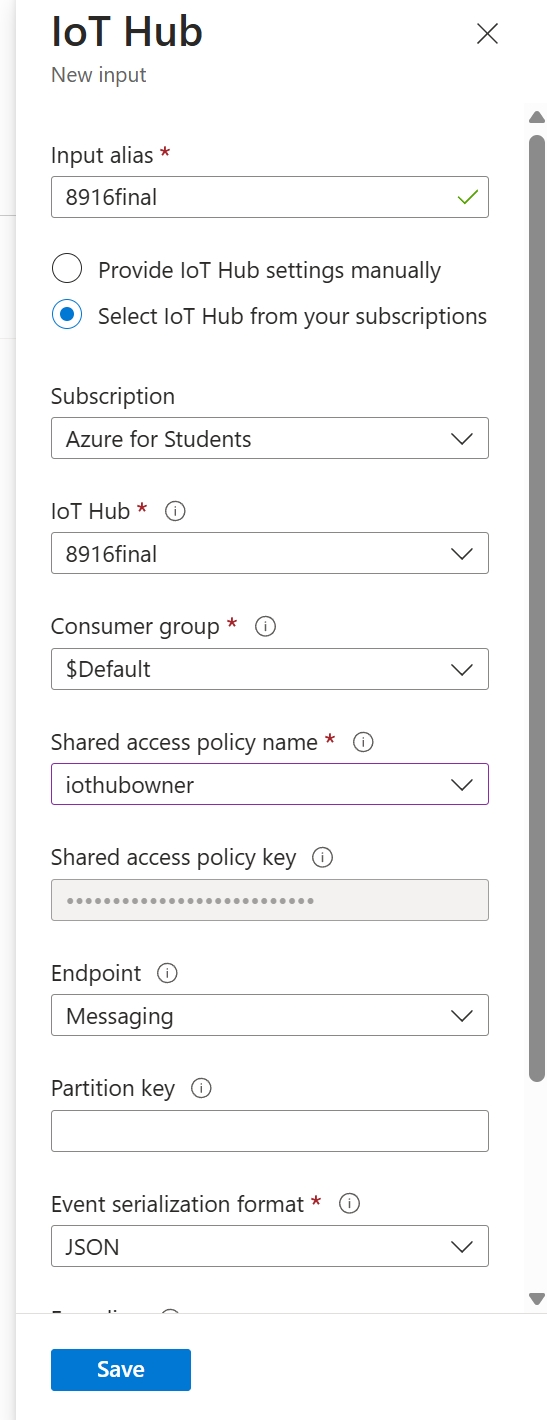 IoT Hub
New input
Input alias *
8916final
Provide IoT Hub settings manually
Select IoT Hub from your subscriptions
Subscription
Azure for Students
IoT Hub *
8916final
Consumer group *
$Default
Shared access policy name *
iothubowner
Shared access policy key
•••••••••••••••••••••••••••
Endpoint
Messaging
Partition key
Event serialization format *
JSON
Save